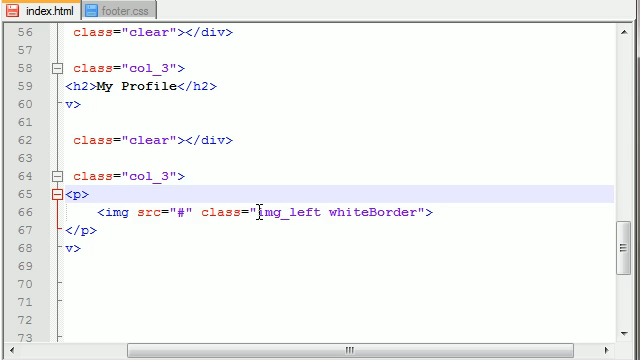 index.html footer.css
56 class="clear"></div>
57
58 class="col_3">
59 <h2>My Profile</h2>
60 v>
61
62 class="clear"></div>
63
64 class="col_3">
65 <p>
66 <img src="#" class="img_left whiteBorder">
67 </p>
68 v>
69
70
71
72
73